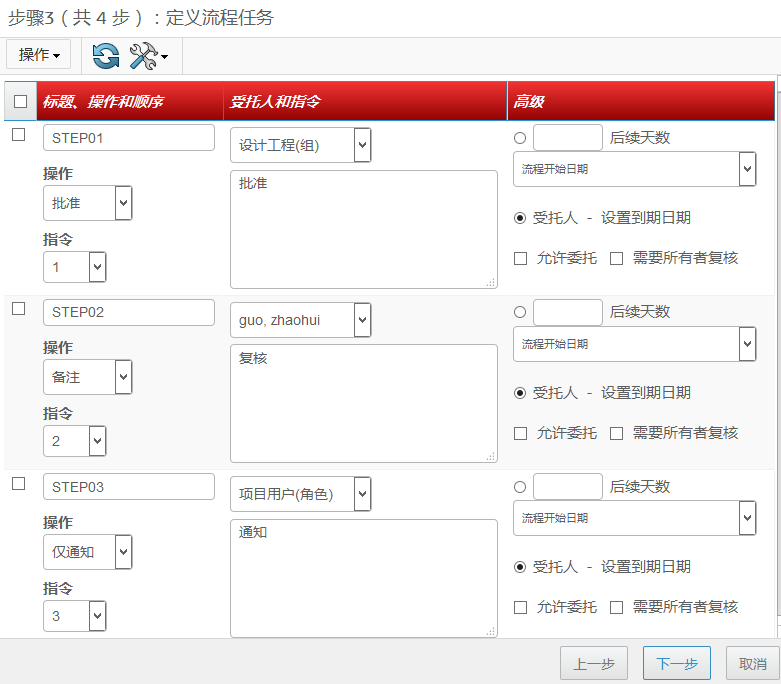 步骤3（共 4 步）：定义流程任务
操作
标题、操作和顺序 受托人和指令 高级
STEP01 设计工程(组) 后续天数
操作 批准 流程开始日期
批准
受托人 - 设置到期日期
指令
1 允许委托 需要所有者复核
STEP02 guo, zhaohui 后续天数
操作 复核 流程开始日期
备注
受托人 - 设置到期日期
指令
2 允许委托 需要所有者复核
STEP03 项目用户(角色) 后续天数
操作 通知 流程开始日期
仅通知
受托人 - 设置到期日期
指令
3 允许委托 需要所有者复核
上一步 下一步 取消